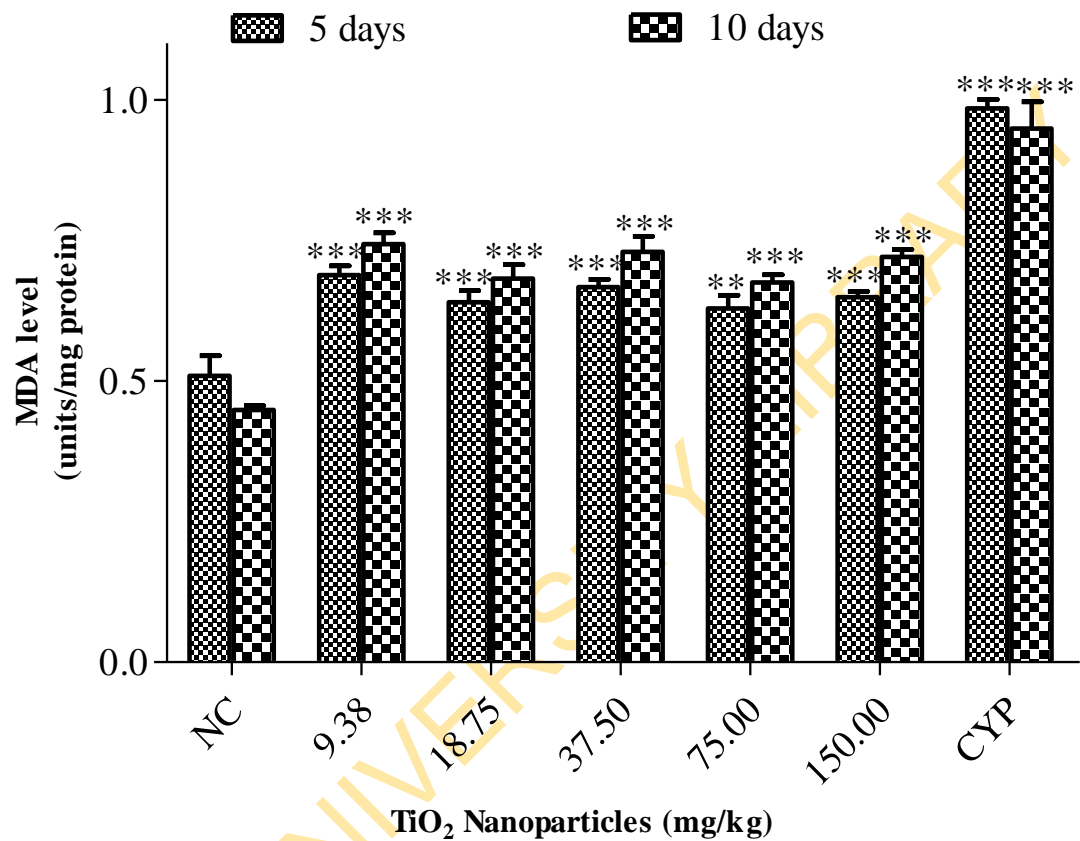 5 days 10 days
MDA level
(units/mg protein)
1.0
0.5
0.0
*** ***
*** ***
*** ***
*** ***
** ***
*** ***
NC 9.38 18.75 37.50 75.00 150.00 CYP
TiO₂ Nanoparticles (mg/kg)
UNIVERSITY